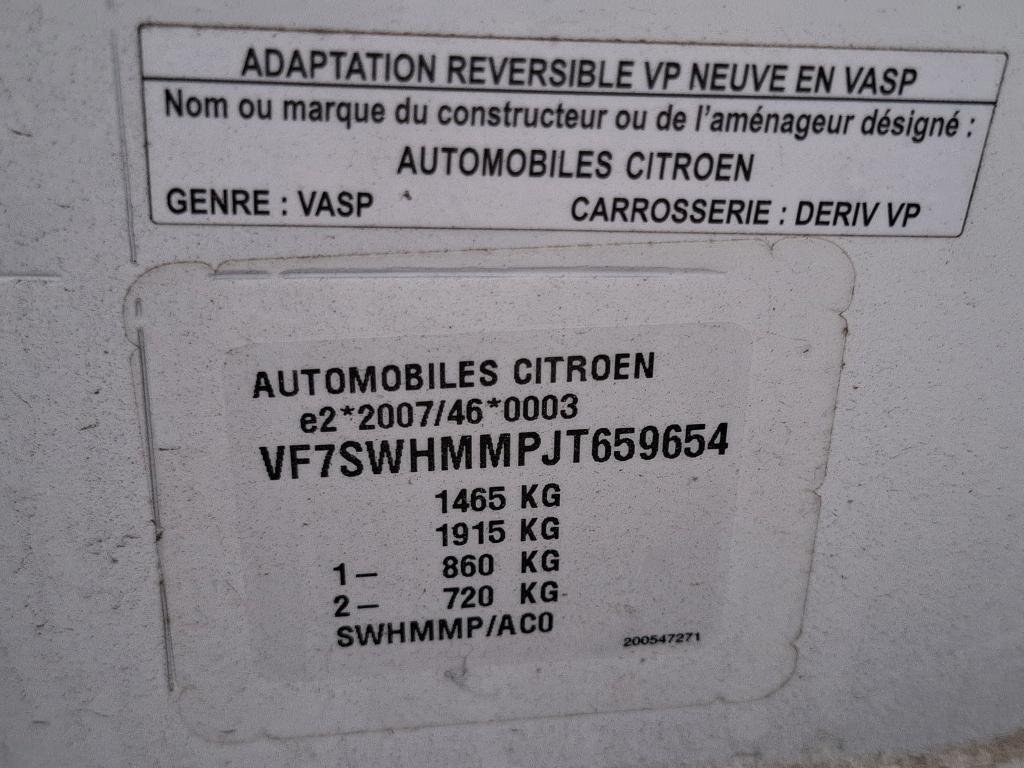 ADAPTATION REVERSIBLE VP NEUVE EN VASP
Nom ou marque du constructeur ou de l'aménageur désigné :
AUTOMOBILES CITROEN
GENRE : VASP CARROSSERIE : DERIV VP
AUTOMOBILES CITROEN
e2*2007/46*0003
VF7SWHMMPJT659654
1465 KG
1915 KG
1– 860 KG
2– 720 KG
SWHMMP/AC0
200547271